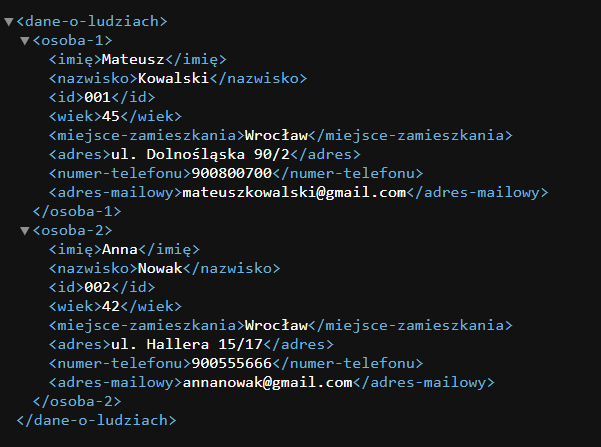 <dane-o-ludziach>
<osoba-1>
<imię>Mateusz</imię>
<nazwisko>Kowalski</nazwisko>
<id>001</id>
<wiek>45</wiek>
<miejsce-zamieszkania>Wrocław</miejsce-zamieszkania>
<adres>ul. Dolnośląska 90/2</adres>
<numer-telefonu>900800700</numer-telefonu>
<adres-mailowy>mateuszkowalski@gmail.com</adres-mailowy>
</osoba-1>
<osoba-2>
<imię>Anna</imię>
<nazwisko>Nowak</nazwisko>
<id>002</id>
<wiek>42</wiek>
<miejsce-zamieszkania>Wrocław</miejsce-zamieszkania>
<adres>ul. Hallera 15/17</adres>
<numer-telefonu>900555666</numer-telefonu>
<adres-mailowy>annanowak@gmail.com</adres-mailowy>
</osoba-2>
</dane-o-ludziach>